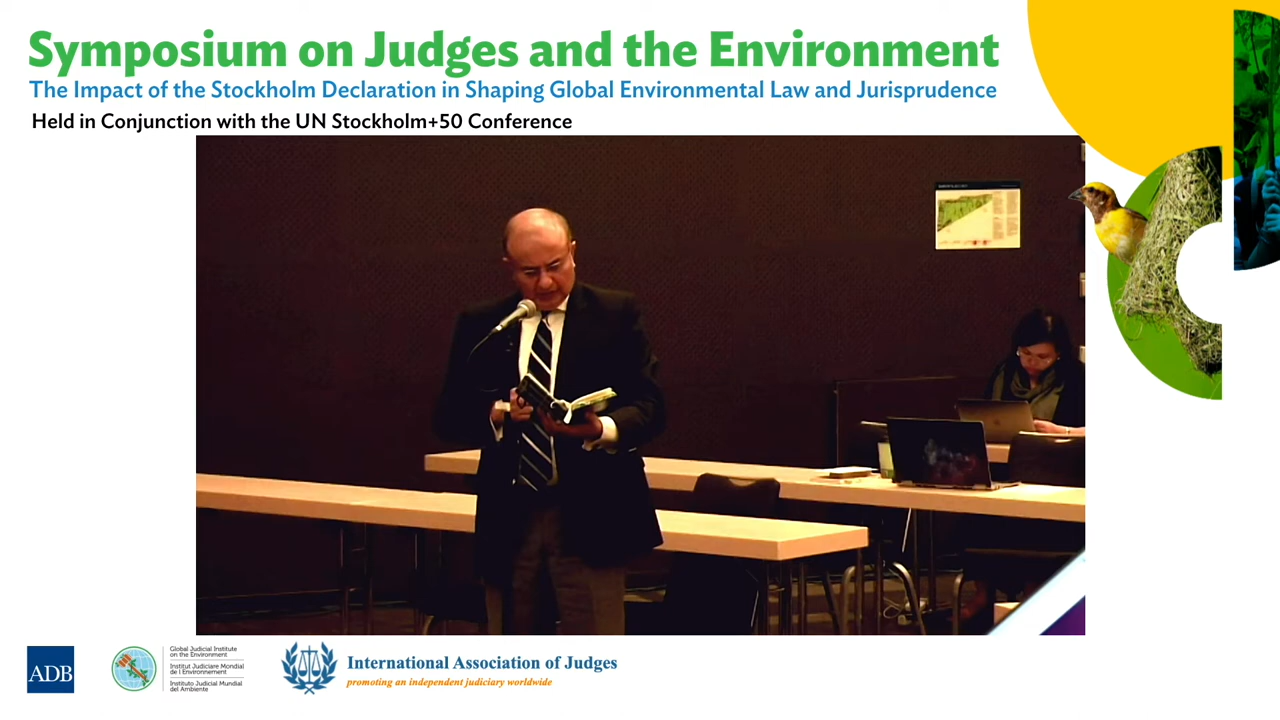 Symposium on Judges and the Environment
The Impact of the Stockholm Declaration in Shaping Global Environmental Law and Jurisprudence
Held in Conjunction with the UN Stockholm+50 Conference
ADB
Global Judicial Institute
on the Environment
Institut Judiciare Mondial
de l Environnement
Instituto Judicial Mundial
del Ambiente
International Association of Judges
promoting an independent judiciary worldwide